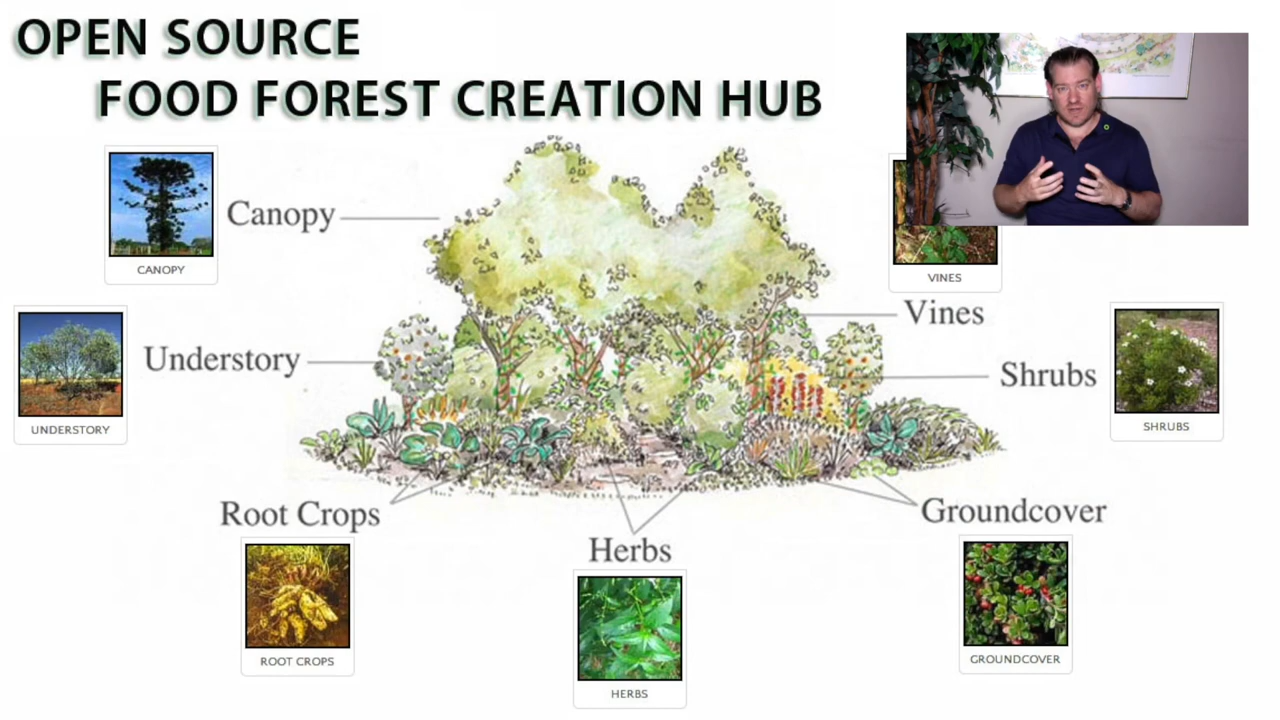 OPEN SOURCE
FOOD FOREST CREATION HUB
CANOPY
Canopy
VINES
Vines
UNDERSTORY
Understory
Shrubs
SHRUBS
Root Crops
Groundcover
Herbs
ROOT CROPS
GROUNDCOVER
HERBS